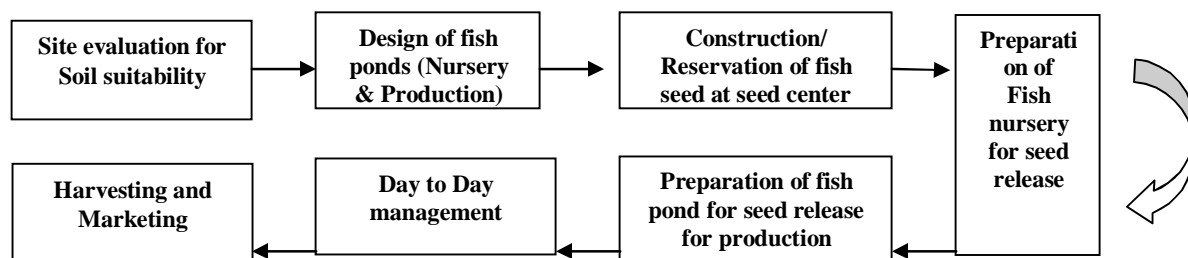 Site evaluation for
Soil suitability
Design of fish
ponds (Nursery
& Production)
Construction/
Reservation of fish
seed at seed center
Preparati
on of
Fish
nursery
for seed
release
Preparation of fish
pond for seed release
for production
Day to Day
management
Harvesting and
Marketing